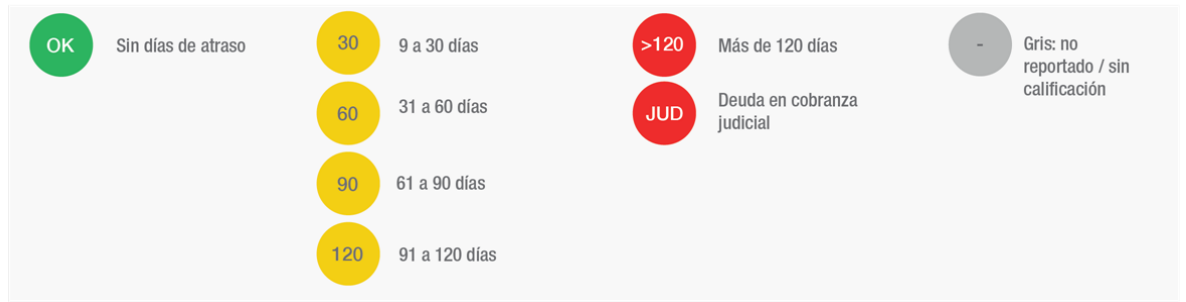 OK
Sin días de atraso
30
9 a 30 días
60
31 a 60 días
90
61 a 90 días
120
91 a 120 días
>120
Más de 120 días
JUD
Deuda en cobranza
judicial
-
Gris: no
reportado / sin
calificación